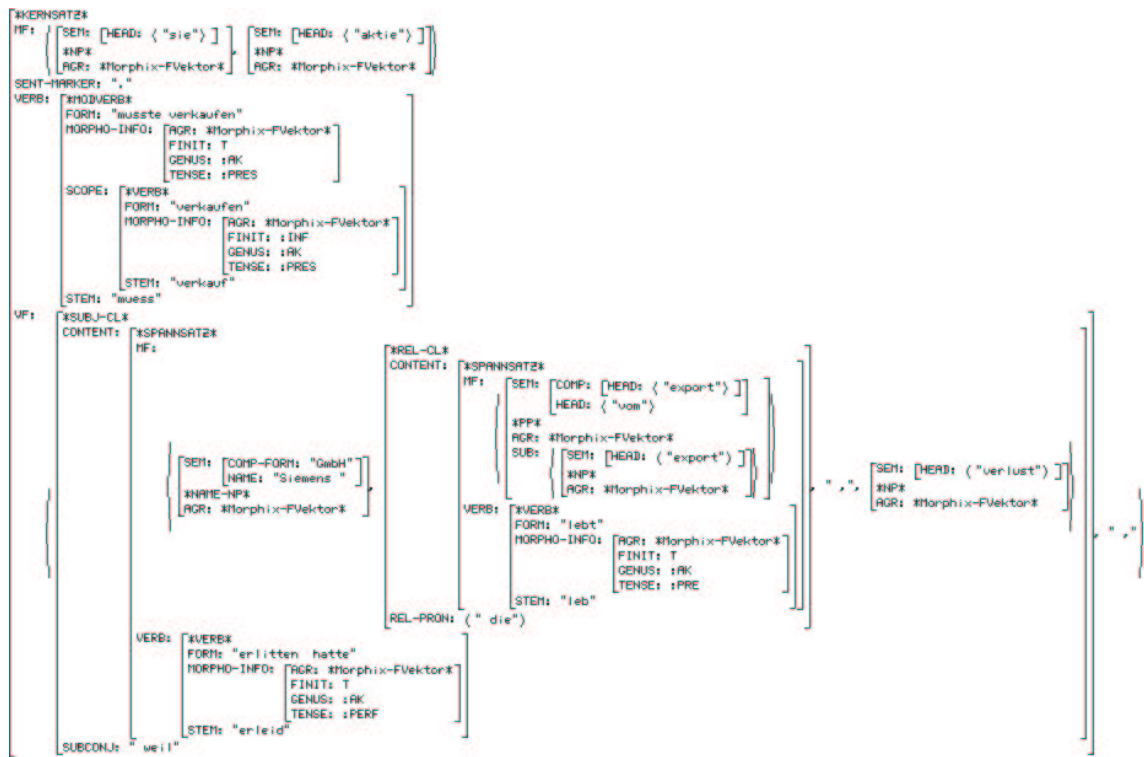 *KERNSATZ*
MF: ( [SEM: [HEAD: ( "sie") ] , [SEM: [HEAD: ( "aktie") ] )
*NP* *NP*
AGR: *Morphix-FVektor* AGR: *Morphix-FVektor*
SENT-MARKER: "."
VERB: *MODVERB*
FORM: "musste verkaufen"
MORPHO-INFO: AGR: *Morphix-FVektor*
FINIT: T
GENUS: :AK
TENSE: :PRES
SCOPE: *VERB*
FORM: "verkaufen"
MORPHO-INFO: AGR: *Morphix-FVektor*
FINIT: :INF
GENUS: :AK
TENSE: :PRES
STEM: "verkauf"
STEM: "muess"
VF: *SUBJ-CL*
CONTENT: *SPANNSATZ*
MF:
*REL-CL*
CONTENT: *SPANNSATZ*
MF: SEM: [COMP: [HEAD: ( "export") ]
HEAD: ( "vom")
*PP*
AGR: *Morphix-FVektor*
SUB: SEM: [HEAD: ( "export") ]
*NP*
AGR: *Morphix-FVektor*
SEM: [COMP-FORM: "GmbH"
NAME: "Siemens "
*NAME-NP*
AGR: *Morphix-FVektor* ,
VERB: *VERB*
FORM: "lebt"
MORPHO-INFO: AGR: *Morphix-FVektor*
FINIT: T
GENUS: :AK
TENSE: :PRE
STEM: "leb"
REL-PRON: (" die")
, " ,",
SEM: [HEAD: ( "verlust") ]
*NP*
AGR: *Morphix-FVektor*
, " ,"
VERB: *VERB*
FORM: "erlitten hatte"
MORPHO-INFO: AGR: *Morphix-FVektor*
FINIT: T
GENUS: :AK
TENSE: :PERF
STEM: "erleid"
SUBCONJ: " weil"